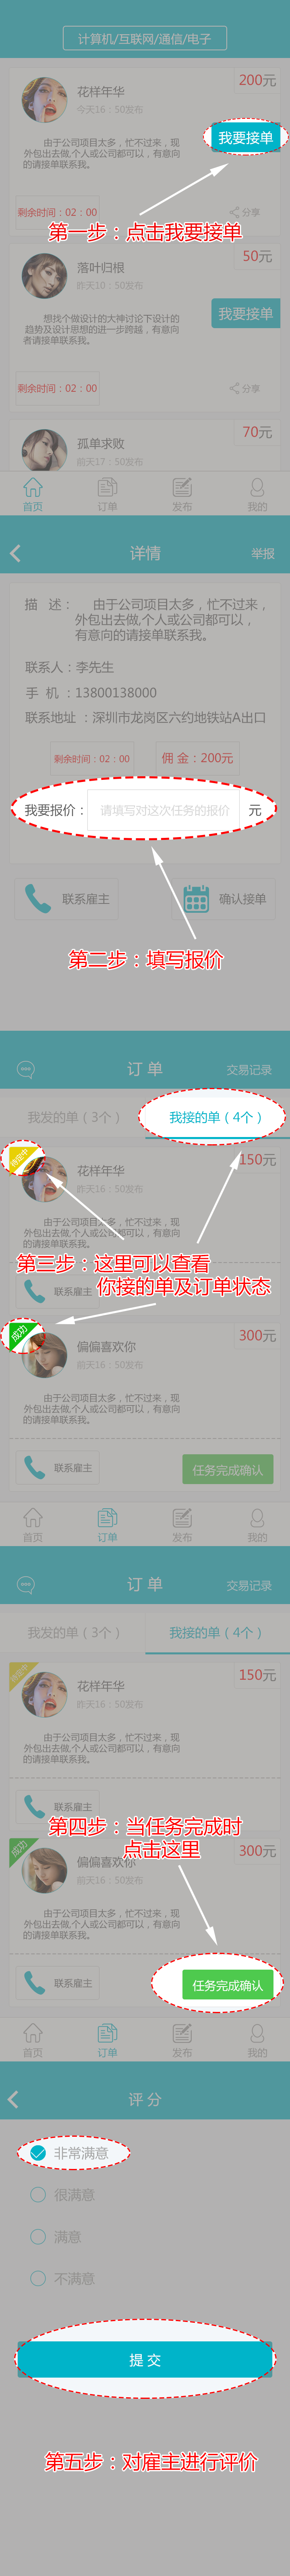 计算机/互联网/通信/电子
200元
花样年华
今天16：50发布
我要接单
由于公司项目太多，忙不过来，现
外包出去做,个人或公司都可以，有意向
的请接单联系我。
剩余时间：02：00
分享
第一步：点击我要接单
50元
落叶归根
昨天10：50发布
我要接单
想找个做设计的大神讨论下设计的
趋势及设计思想的进一步跨越，有意向
者请接单联系我。
剩余时间：02：00
分享
70元
孤单求败
前天17：50发布
首页 订单 发布 我的
详情 举报
描 述： 由于公司项目太多，忙不过来，
外包出去做,个人或公司都可以，
有意向的请接单联系我。
联系人：李先生
手 机 ：13800138000
联系地址 ：深圳市龙岗区六约地铁站A出口
剩余时间：02：00 佣 金：200元
我要报价： 请填写对这次任务的报价 元
联系雇主 确认接单
第二步：填写报价
订 单 交易记录
我发的单（3个） 我接的单（4个）
150元
花样年华
昨天16：50发布
由于公司项目太多，忙不过来，现
外包出去做,个人或公司都可以，有意向
的请接单联系我。
第三步：这里可以查看
你接的单及订单状态
联系雇主
成功
300元
偏偏喜欢你
前天16：50发布
由于公司项目太多，忙不过来，现
外包出去做,个人或公司都可以，有意向
的请接单联系我。
联系雇主 任务完成确认
首页 订单 发布 我的
订 单 交易记录
我发的单（3个） 我接的单（4个）
150元
花样年华
昨天16：50发布
由于公司项目太多，忙不过来，现
外包出去做,个人或公司都可以，有意向
的请接单联系我。
联系雇主
第四步：当任务完成时
点击这里
成功
300元
偏偏喜欢你
前天16：50发布
由于公司项目太多，忙不过来，现
外包出去做,个人或公司都可以，有意向
的请接单联系我。
联系雇主 任务完成确认
首页 订单 发布 我的
评 分
非常满意
很满意
满意
不满意
提 交
第五步：对雇主进行评价